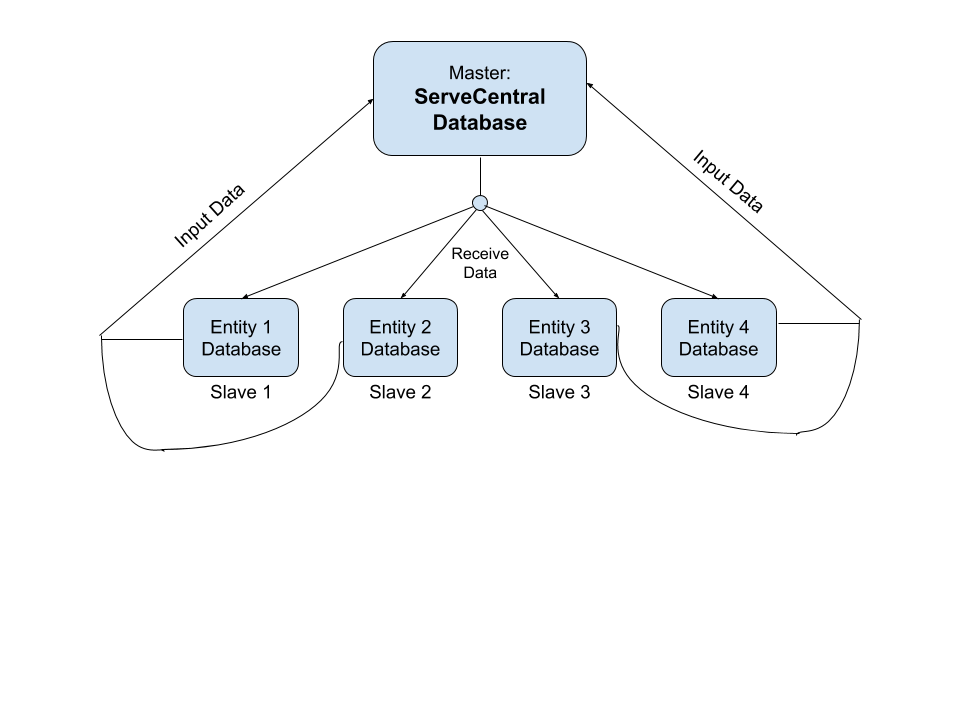 Master:
ServeCentral
Database
Input Data
Input Data
Receive
Data
Entity 1
Database
Entity 2
Database
Entity 3
Database
Entity 4
Database
Slave 1
Slave 2
Slave 3
Slave 4